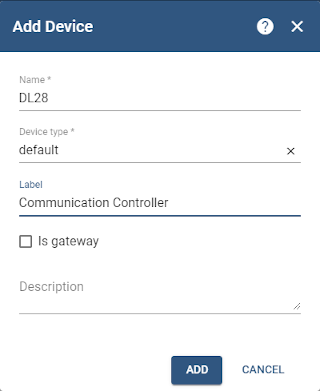 Add Device
Name *
DL28
Device type *
default
Label
Communication Controller
Is gateway
Description
ADD CANCEL